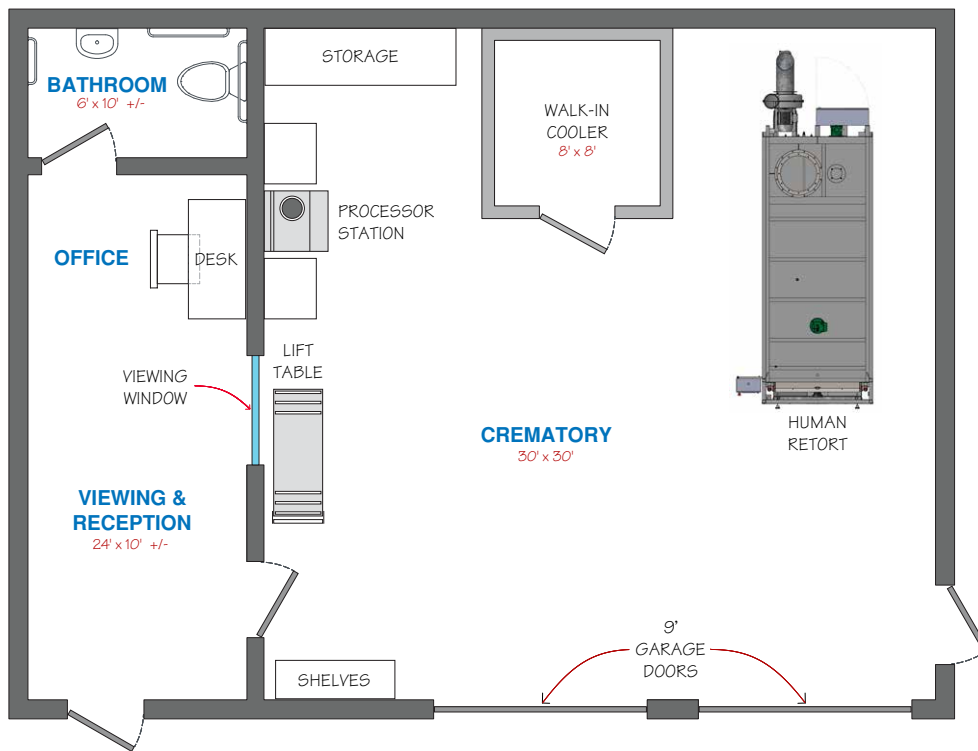 STORAGE
BATHROOM
6' x 10' +/-
WALK-IN
COOLER
8' x 8'
PROCESSOR
STATION
OFFICE
DESK
LIFT
TABLE
VIEWING
WINDOW
HUMAN
RETORT
CREMATORY
30' x 30'
VIEWING &
RECEPTION
24' x 10' +/-
9'
GARAGE
DOORS
SHELVES